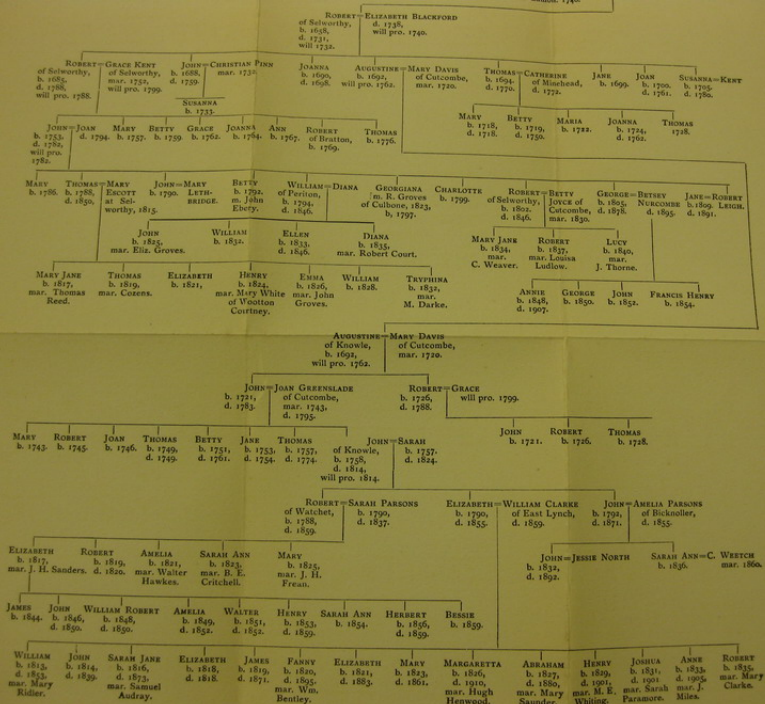 ROBERT = ELIZABETH BLACKFORD
of Selworthy, d. 1738,
b. 1658, will pro. 1740.
d. 1731,
will 1732.
ROBERT = GRACE KENT JOHN = CHRISTIAN PINN JOANNA AUGUSTINE = MARY DAVIS THOMAS = CATHERINE JANE JOAN SUSANNA = KENT
of Selworthy, of Selworthy, b. 1688, mar. 1732 b. 1690, b. 1692, of Cutcombe, b. 1694. of Minehead, b. 1699. b. 1700. b. 1705.
b. 1685, mar. 1752, d. 1759. d. 1698. will pro. 1762. mar. 1720. d. 1770. d. 1772. d. 1761. d. 1780.
d. 1768, will pro. 1799.
will pro. 1788.
SUSANNA
b. 1733.
MARY BETTY MARIA JOANNA THOMAS
b. 1718, b. 1719, b. 1722. b. 1724, 1728.
d. 1718. d. 1750. d. 1762.
JOHN = JOAN MARY BETTY GRACE JOANNA ANN ROBERT THOMAS
b. 1753, d. 1794. b. 1757. b. 1759 b. 1762. b. 1764. b. 1767. of Bratton, b. 1776.
d. 1782, b. 1769.
will pro.
1782.
MARY THOMAS = MARY JOHN = MARY BETTY WILLIAM = DIANA GEORGIANA CHARLOTTE ROBERT = BETTY GEORGE = BETSEY JANE = ROBERT
b. 1786. b. 1788, ESCOTT b. 1790. LETH- b. 1792, of Periton, m. R. Groves b. 1799. of Selworthy, JOYCE of b. 1805, NURCOMBE b. 1809. LEIGH.
d. 1850, at Sel- BRIDGE. m. John b. 1794, of Culbone, 1823, b. 1802. Cutcombe, d. 1878. d. 1895. d. 1891.
worthy, 1815. Ebery. d. 1846. b, 1797. d. 1846. mar. 1830.
JOHN WILLIAM ELLEN DIANA
b. 1825, b. 1832. b. 1833, b. 1835,
mar. Eliz. Groves. d. 1846. mar. Robert Court.
MARY JANE ROBERT LUCY
b. 1834, b. 1837, b. 1840,
mar. mar. Louisa mar.
C. Weaver. Ludlow. J. Thorne.
MARY JANE THOMAS ELIZABETH HENRY EMMA WILLIAM TRYPHINA
b. 1817, b. 1819, b. 1821, b. 1824, b. 1826, b. 1828. b. 1832,
mar. Thomas mar. Cozens. mar. Mary White mar. John mar.
Reed. of Wootton Groves. M. Darke.
Courtney.
ANNIE GEORGE JOHN FRANCIS HENRY
b. 1848, b. 1850. b. 1852. b. 1854.
d. 1907.
AUGUSTINE = MARY DAVIS
of Knowle, of Cutcombe,
b. 1692, mar. 1720.
will pro. 1762.
JOHN = JOAN GREENSLADE ROBERT = GRACE
b. 1721, of Cutcombe, b. 1726, will pro. 1799.
d. 1783. mar. 1743, d. 1788.
d. 1795.
JOHN ROBERT THOMAS
b. 1721. b. 1726. b. 1728.
MARY ROBERT JOAN THOMAS BETTY JANE THOMAS JOHN = SARAH
b. 1743. b. 1745. b. 1746. b. 1749, b. 1751, b. 1753, b. 1757, of Knowle, b. 1757.
d. 1749. d. 1761. d. 1754. d. 1774. b. 1758, d. 1824.
d. 1814,
will pro. 1814.
ROBERT = SARAH PARSONS ELIZABETH = WILLIAM CLARKE JOHN = AMELIA PARSONS
of Watchet, b. 1790, b. 1790, of East Lynch, b. 1792, of Bicknoller,
b. 1788, d. 1837. d. 1855. d. 1859. d. 1871. d. 1855.
d. 1859.
ELIZABETH ROBERT AMELIA SARAH ANN MARY
b. 1817, b. 1819, b. 1821, b. 1823, b. 1825,
mar. J. H. Sanders. d. 1820. mar. Walter mar. B. E. mar. J. H.
Hawkes. Critchell. Frean.
JOHN = JESSIE NORTH SARAH ANN = C. WEETCH
b. 1832, b. 1836. mar. 1860.
d. 1892.
JAMES JOHN WILLIAM ROBERT AMELIA WALTER HENRY SARAH ANN HERBERT BESSIE
b. 1844. b. 1846, b. 1848, b. 1849, b. 1851, b. 1853, b. 1854. b. 1856, b. 1859.
d. 1850. d. 1850. d. 1852. d. 1852. d. 1859. d. 1859.
WILLIAM JOHN SARAH JANE ELIZABETH JAMES FANNY ELIZABETH MARY MARGARETTA ABRAHAM HENRY JOSHUA ANNE ROBERT
b. 1813, b. 1814, b. 1816, b. 1818, b. 1819, b. 1820, b. 1821, b. 1823, b. 1826, b. 1827, b. 1829, b. 1831, b. 1833, b. 1835,
d. 1853, d. 1839. d. 1873, d. 1818. d. 1871. d. 1895. d. 1883. d. 1861. d. 1910, d. 1880, d. 1901, d. 1901 d. 1905, mar. Mary
mar. Mary mar. Samuel mar. Wm. mar. Hugh mar. Mary mar. M. E. mar. Sarah mar. J. Clarke.
Ridler. Audray. Bentley. Henwood. Saunder. Whiting. Paramore. Miles.